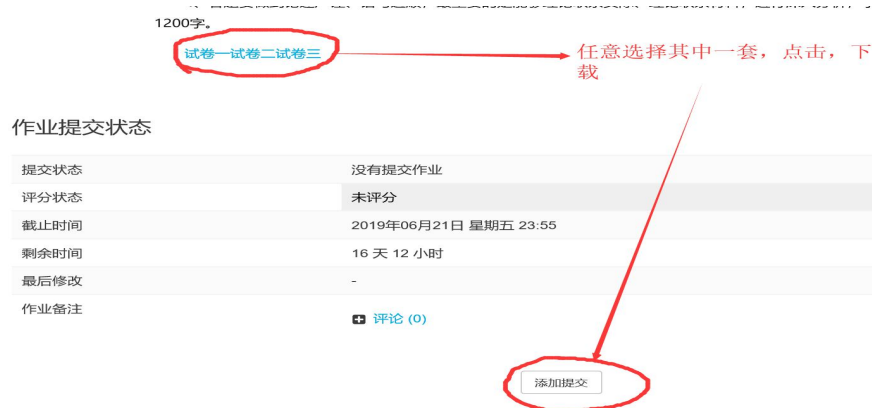 1200字。
试卷一试卷二试卷三
任意选择其中一套，点击，下
载
作业提交状态
提交状态 没有提交作业
评分状态 未评分
截止时间 2019年06月21日 星期五 23:55
剩余时间 16 天 12 小时
最后修改 -
作业备注
评论 (0)
添加提交